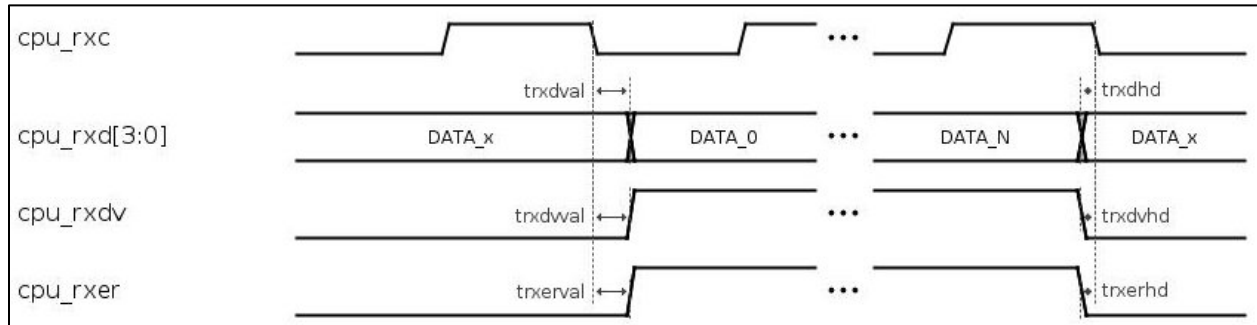 cpu_rxc
•••
trxdval
trxdhd
cpu_rxd[3:0]
DATA_x
DATA_0
•••
DATA_N
DATA_x
cpu_rxdv
trxdvval
•••
trxdvhd
cpu_rxer
trxerval
•••
trxerhd